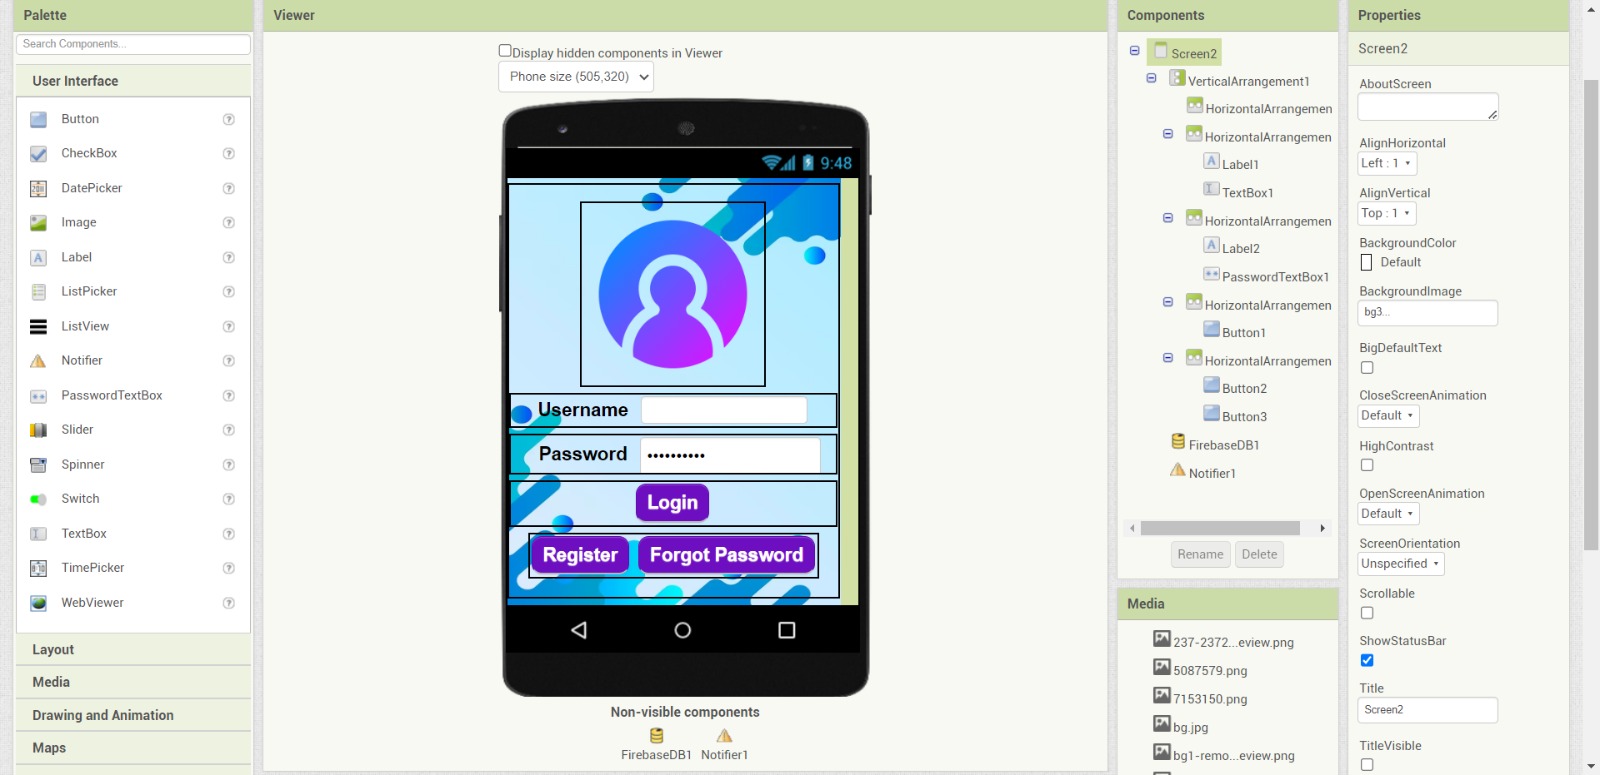 Palette
Search Components...
User Interface
Button
CheckBox
DatePicker
Image
Label
ListPicker
ListView
Notifier
PasswordTextBox
Slider
Spinner
Switch
TextBox
TimePicker
WebViewer
Layout
Media
Drawing and Animation
Maps
Viewer
Display hidden components in Viewer
Phone size (505,320)
9:48
Username
Password ••••••••••
Login
Register Forgot Password
Non-visible components
FirebaseDB1 Notifier1
Components
Screen2
VerticalArrangement1
HorizontalArrangemen
HorizontalArrangemen
Label1
TextBox1
HorizontalArrangemen
Label2
PasswordTextBox1
HorizontalArrangemen
Button1
HorizontalArrangemen
Button2
Button3
FirebaseDB1
Notifier1
Rename Delete
Media
237-2372...eview.png
5087579.png
7153150.png
bg.jpg
bg1-remo...eview.png
Properties
Screen2
AboutScreen
AlignHorizontal
Left : 1
AlignVertical
Top : 1
BackgroundColor
Default
BackgroundImage
bg3...
BigDefaultText
CloseScreenAnimation
Default
HighContrast
OpenScreenAnimation
Default
ScreenOrientation
Unspecified
Scrollable
ShowStatusBar
Title
Screen2
TitleVisible